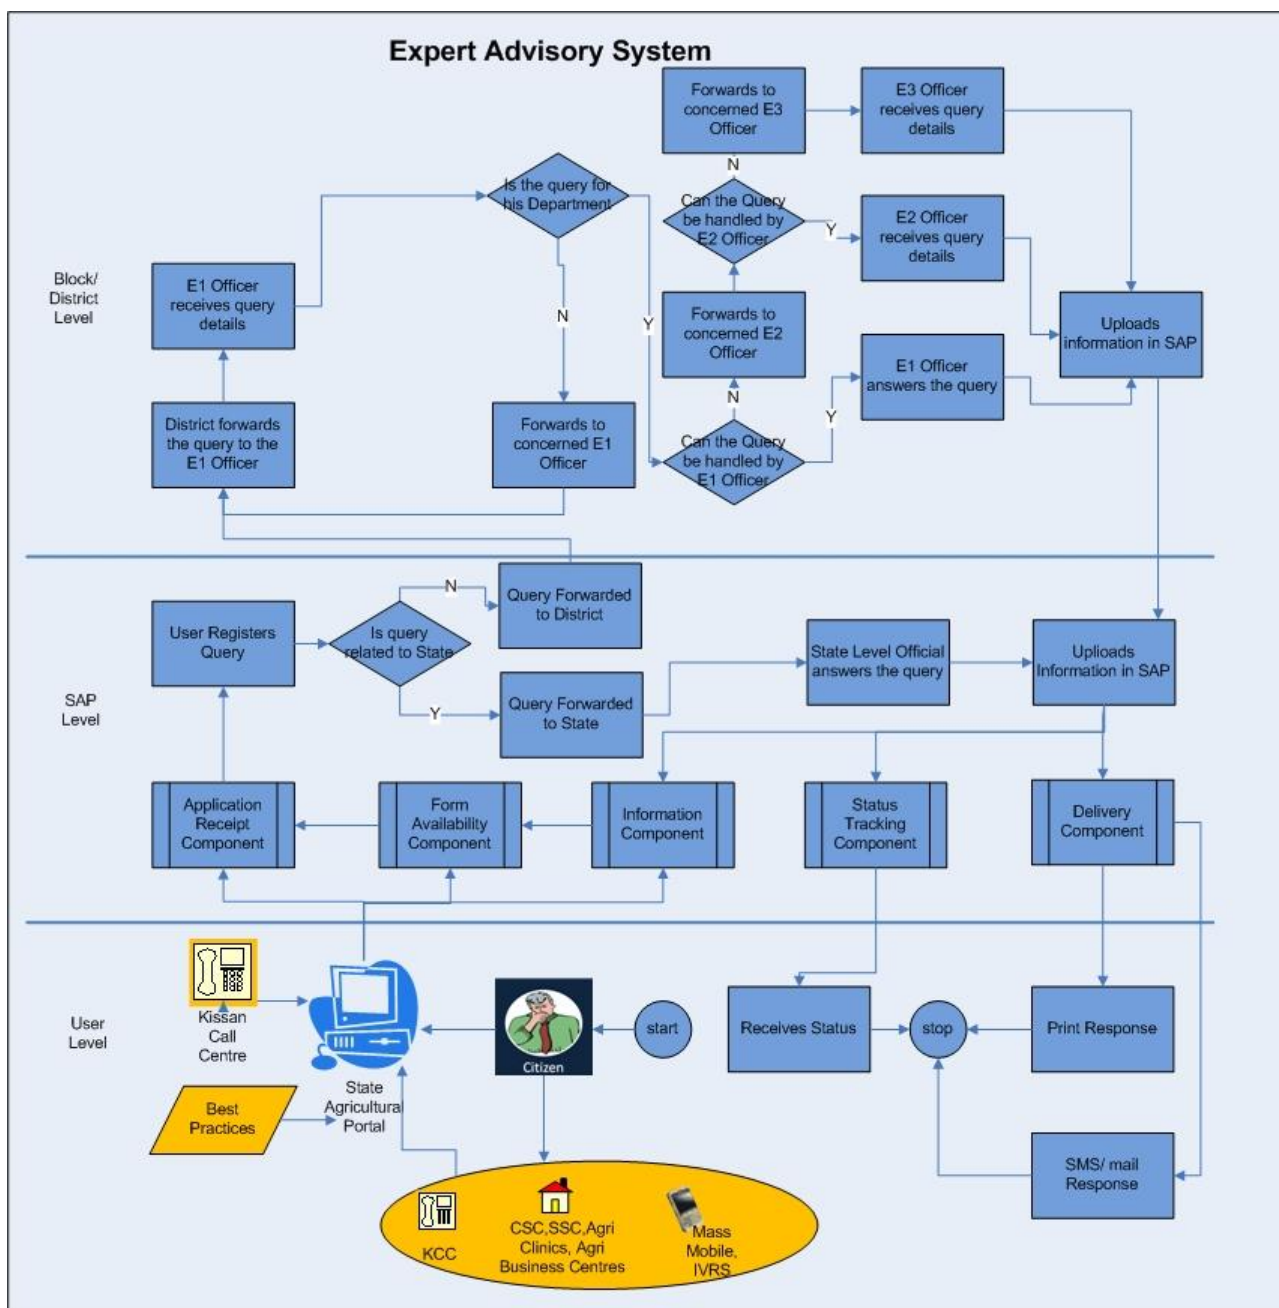 Expert Advisory System
Forwards to
concerned E3
Officer
E3 Officer
receives query
details
N
Is the query for
his Department
Can the Query
be handled by
E2 Officer
Y
E2 Officer
receives query
details
Block/
District
Level
E1 Officer
receives query
details
N
Y
Forwards to
concerned E2
Officer
Uploads
information in SAP
E1 Officer
answers the query
N
Y
District forwards
the query to the
E1 Officer
Forwards to
concerned E1
Officer
Can the Query
be handled by
E1 Officer
N
Query Forwarded
to District
User Registers
Query
Is query
related to State
State Level Official
answers the query
Uploads
Information in SAP
SAP
Level
Y
Query Forwarded
to State
Application
Receipt
Component
Form
Availability
Component
Information
Component
Status
Tracking
Component
Delivery
Component
User
Level
Kissan
Call
Centre
Citizen
start
Receives Status
stop
Print Response
State
Agricultural
Portal
Best
Practices
SMS/ mail
Response
KCC
CSC,SSC,Agri
Clinics, Agri
Business Centres
Mass
Mobile,
IVRS